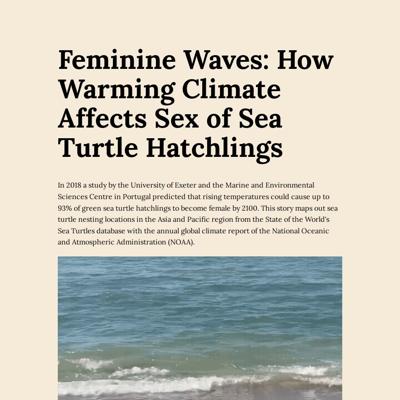 Feminine Waves: How
Warming Climate
Affects Sex of Sea
Turtle Hatchlings
In 2018 a study by the University of Exeter and the Marine and Environmental
Sciences Centre in Portugal predicted that rising temperatures could cause up to
93% of green sea turtle hatchlings to become female by 2100. This story maps out sea
turtle nesting locations in the Asia and Pacific region from the State of the World's
Sea Turtles database with the annual global climate report of the National Oceanic
and Atmospheric Administration (NOAA).